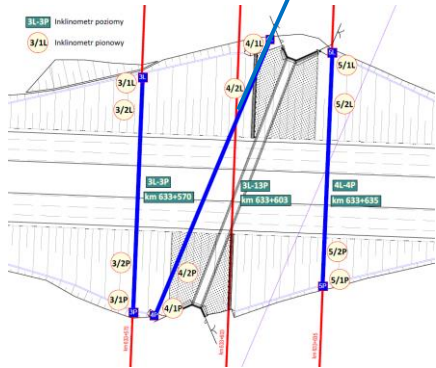 3L-3P Inklinometr poziomy
3/1L Inklinometr pionowy
4/1L
3/1L
3L
5/1L
3/2L
4/2L
5/2L
3L-3P
km 633+570
3L-13P
km 633+603
4L-4P
km 633+635
3/2P
4/2P
5/2P
5/1P
3/1P
3P
4/1P